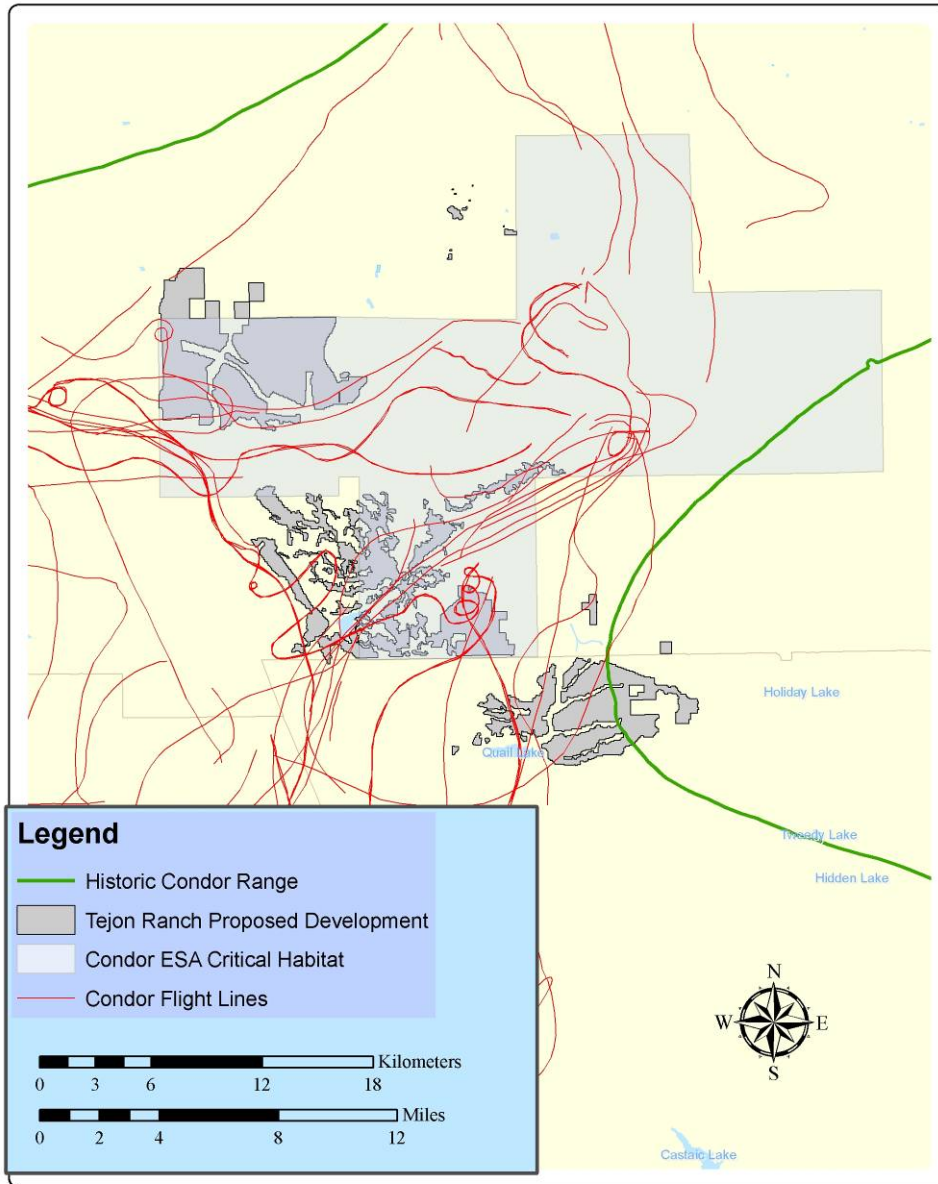 Holiday Lake
Quail Lake
Tweedy Lake
Hidden Lake
Legend
Historic Condor Range
Tejon Ranch Proposed Development
Condor ESA Critical Habitat
Condor Flight Lines
Kilometers
0 3 6 12 18
Miles
0 2 4 8 12
N
W E
S
Castaic Lake